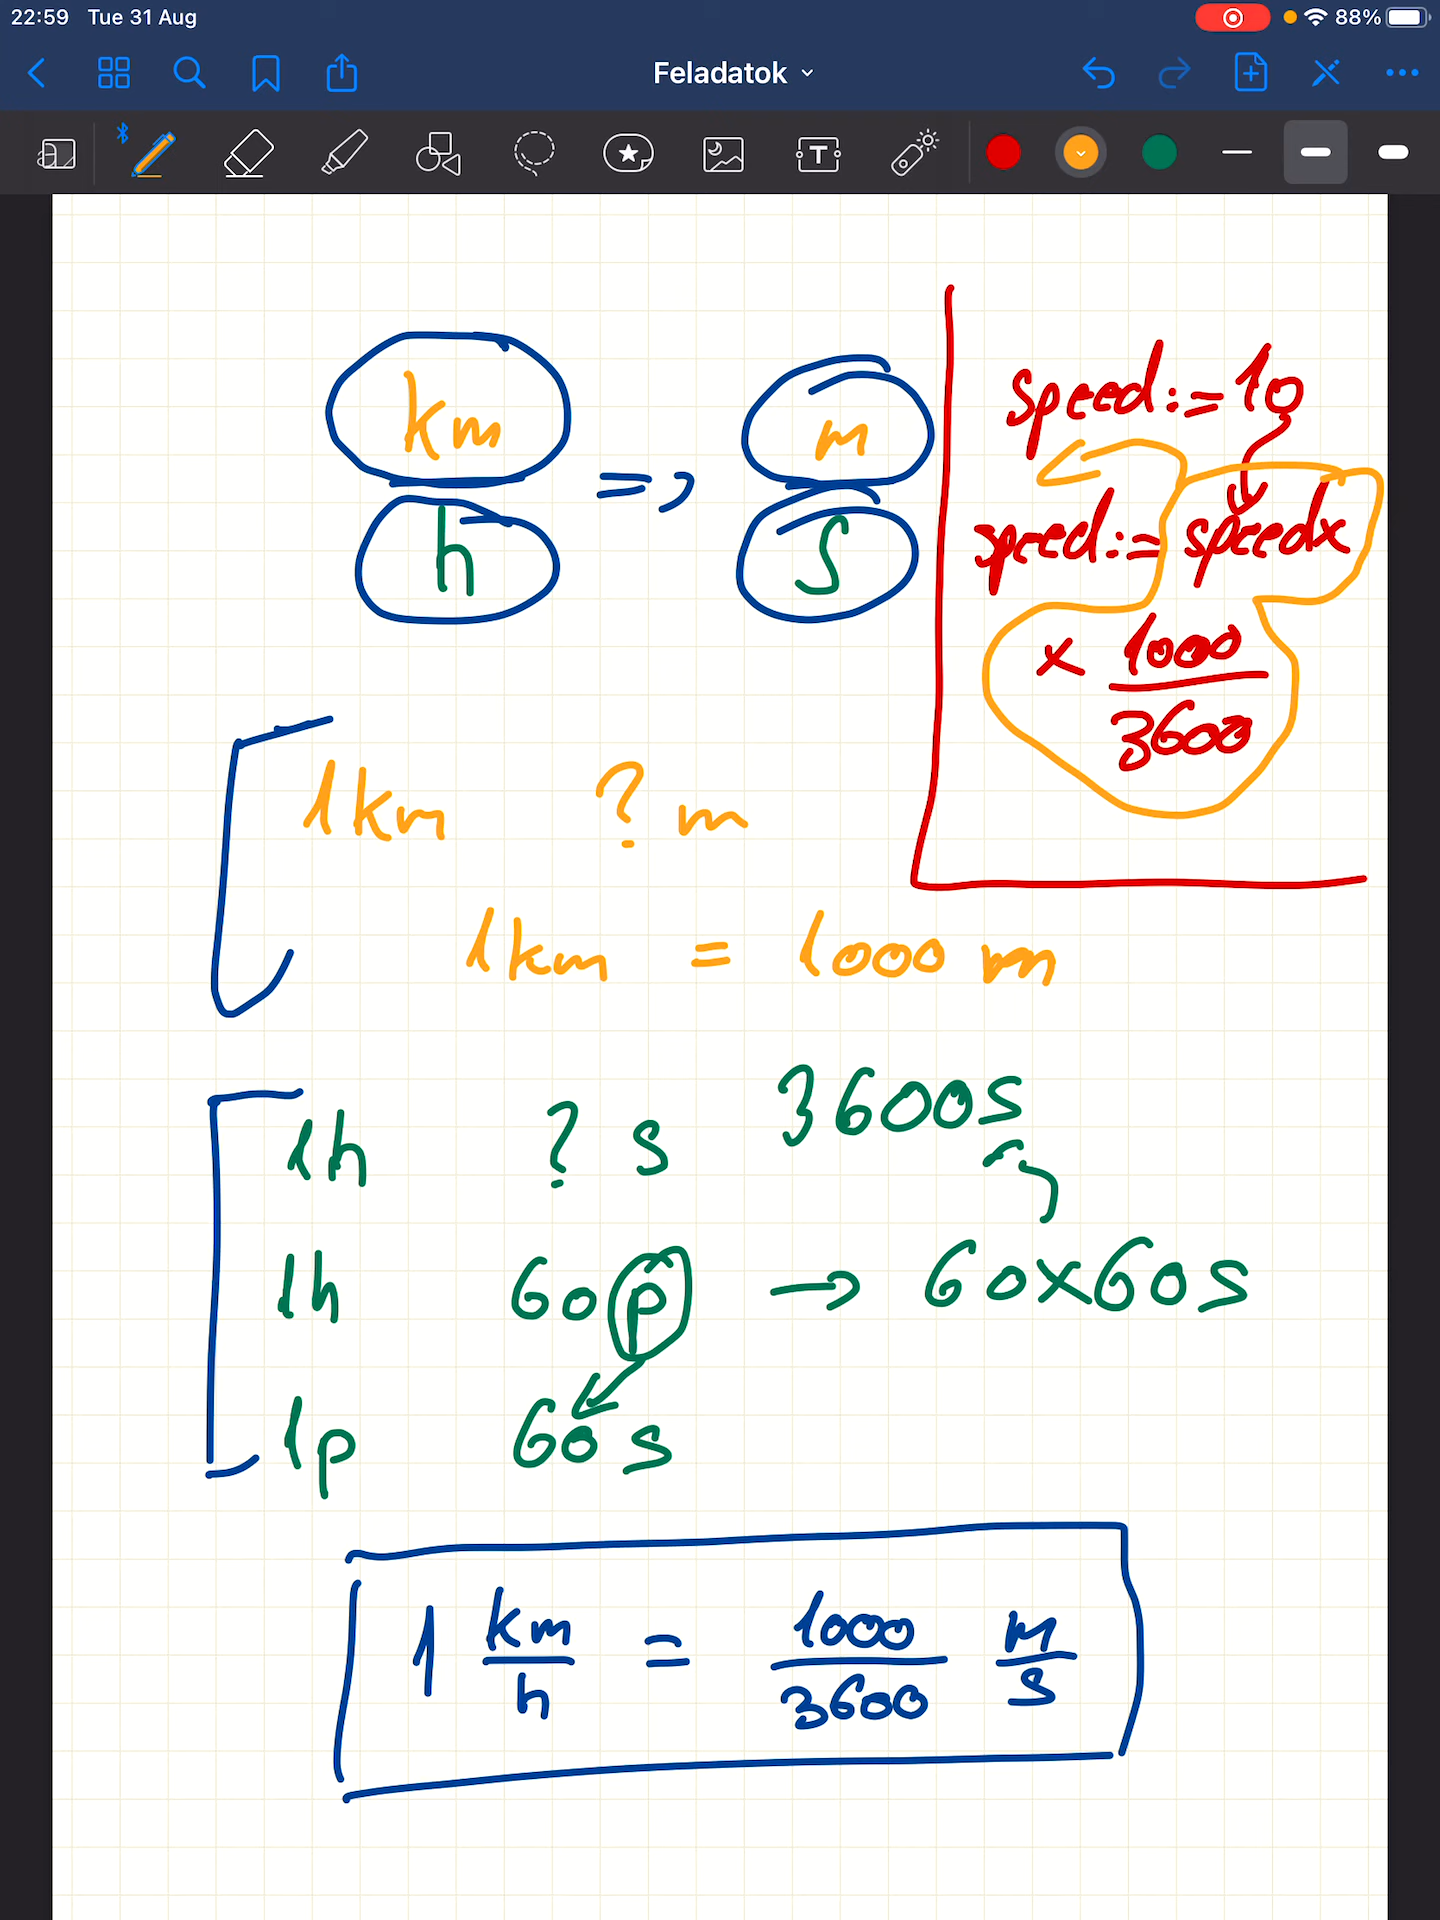 22:59 Tue 31 Aug 88%
Feladatok
T
km
h
=>
m
s
speed:=10
speed:= speedx
x 1000
3600
1km ? m
1km = 1000 m
1h ? s 3600s
1h 60p → 60x60s
1p 60s
1 km/h = 1000/3600 m/s